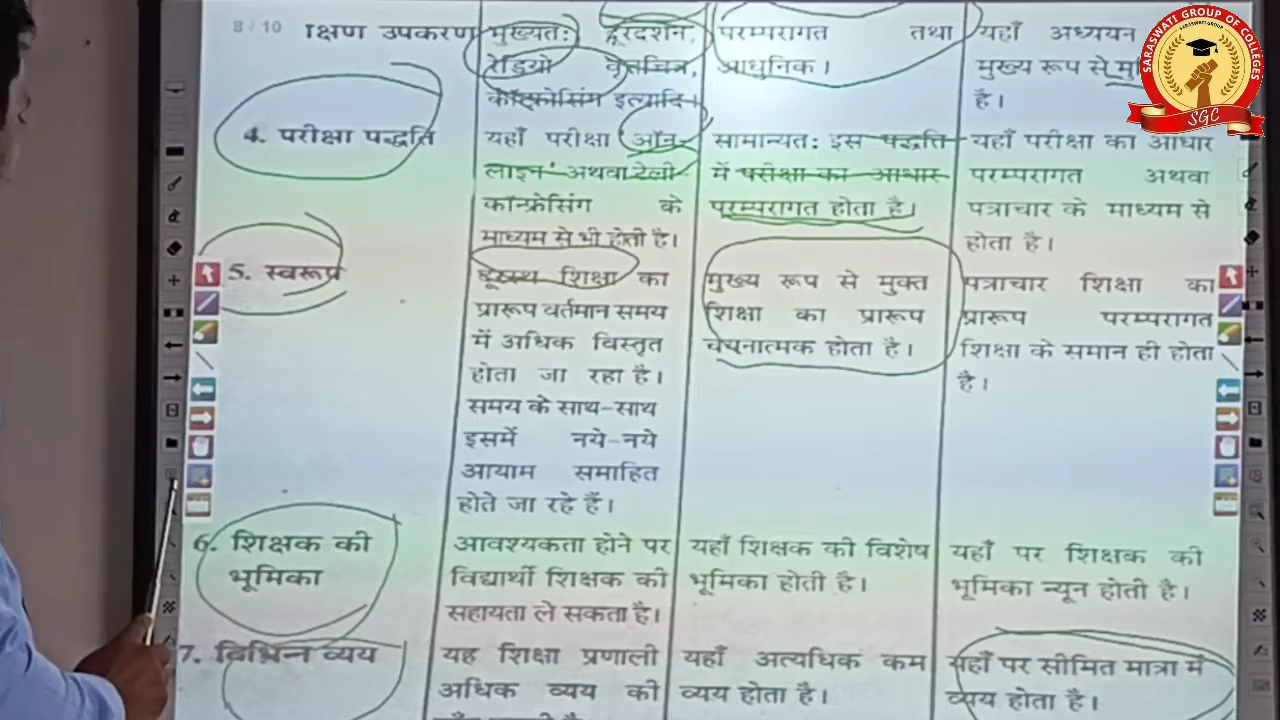 8 / 10
क्षण उपकरण
मुख्यतः दूरदर्शन,
रेडियो वृत्तचित्र,
कॉन्फ्रेसिंग इत्यादि।
परम्परागत तथा
आधुनिक।
यहाँ अध्ययन
मुख्य रूप से
है।
4. परीक्षा पद्धति
यहाँ परीक्षा 'ऑन
लाइन' अथवा टेली
कॉन्फ्रेसिंग के
माध्यम से भी होती है।
सामान्यतः इस पद्धति
में परीक्षा का आधार
परम्परागत होता है।
यहाँ परीक्षा का आधार
परम्परागत अथवा
पत्राचार के माध्यम से
होता है।
5. स्वरूप
दूरस्थ शिक्षा का
प्रारूप वर्तमान समय
में अधिक विस्तृत
होता जा रहा है।
समय के साथ-साथ
इसमें नये-नये
आयाम समाहित
होते जा रहे हैं।
मुख्य रूप से मुक्त
शिक्षा का प्रारूप
चयनात्मक होता है।
पत्राचार शिक्षा का
प्रारूप परम्परागत
शिक्षा के समान ही होता
है।
6. शिक्षक की
भूमिका
आवश्यकता होने पर
विद्यार्थी शिक्षक की
सहायता ले सकता है।
यहाँ शिक्षक की विशेष
भूमिका होती है।
यहाँ पर शिक्षक की
भूमिका न्यून होती है।
7. विभिन्न व्यय
यह शिक्षा प्रणाली
अधिक व्यय की
यहाँ अत्यधिक कम
व्यय होता है।
यहाँ पर सीमित मात्रा में
व्यय होता है।
SARASWATI GROUP OF COLLEGES
SARASWATI GROUP
SGC